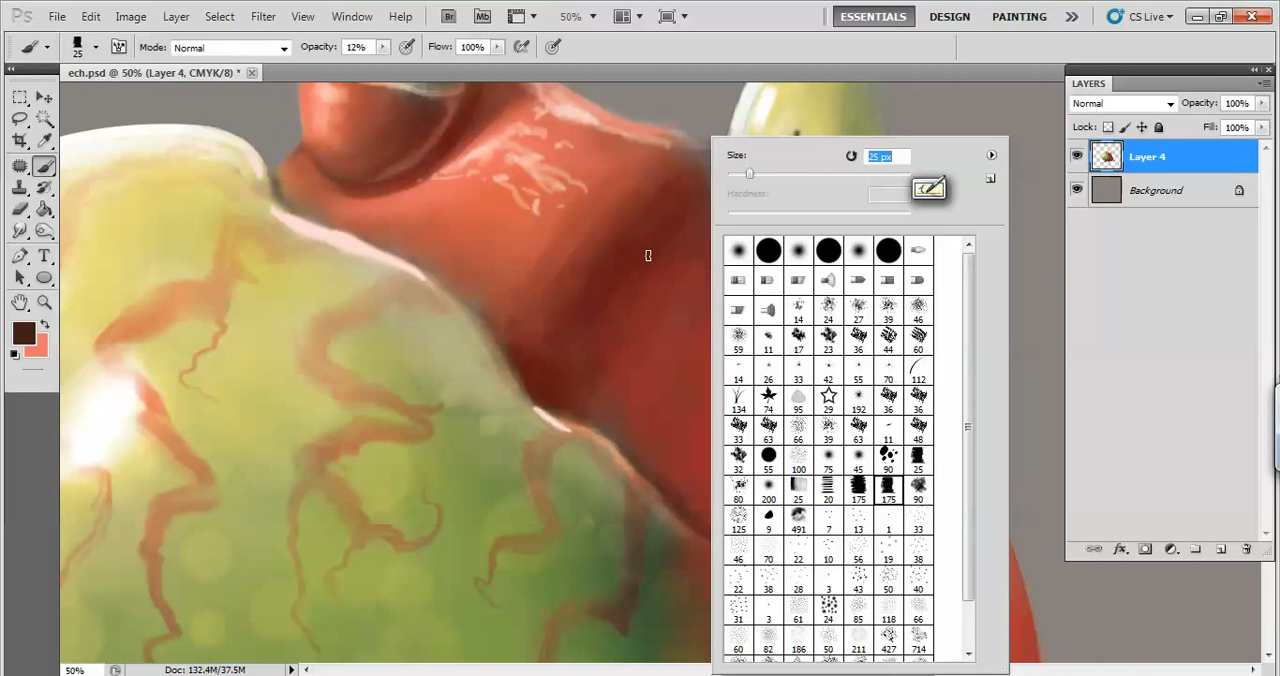 Ps File Edit Image Layer Select Filter View Window Help Br Mb 50% ESSENTIALS DESIGN PAINTING CS Live
25 Mode: Normal Opacity: 12% Flow: 100%
ech.psd @ 50% (Layer 4, CMYK/8) *
LAYERS
Normal Opacity: 100%
Lock: Fill: 100%
Layer 4
Background
Size: 25 px
Hardness:
14 24 27 39 46
59 11 17 23 36 44 60
14 26 33 42 55 70 112
134 74 95 29 192 36 36
33 63 66 39 63 11 48
32 55 100 75 45 90 25
80 200 25 20 175 175 90
125 9 491 7 13 1 33
46 70 22 10 56 19 38
22 38 28 3 43 50 40
31 3 61 24 85 118 66
60 82 186 50 211 427 714
T
50% Doc: 132.4M/37.5M